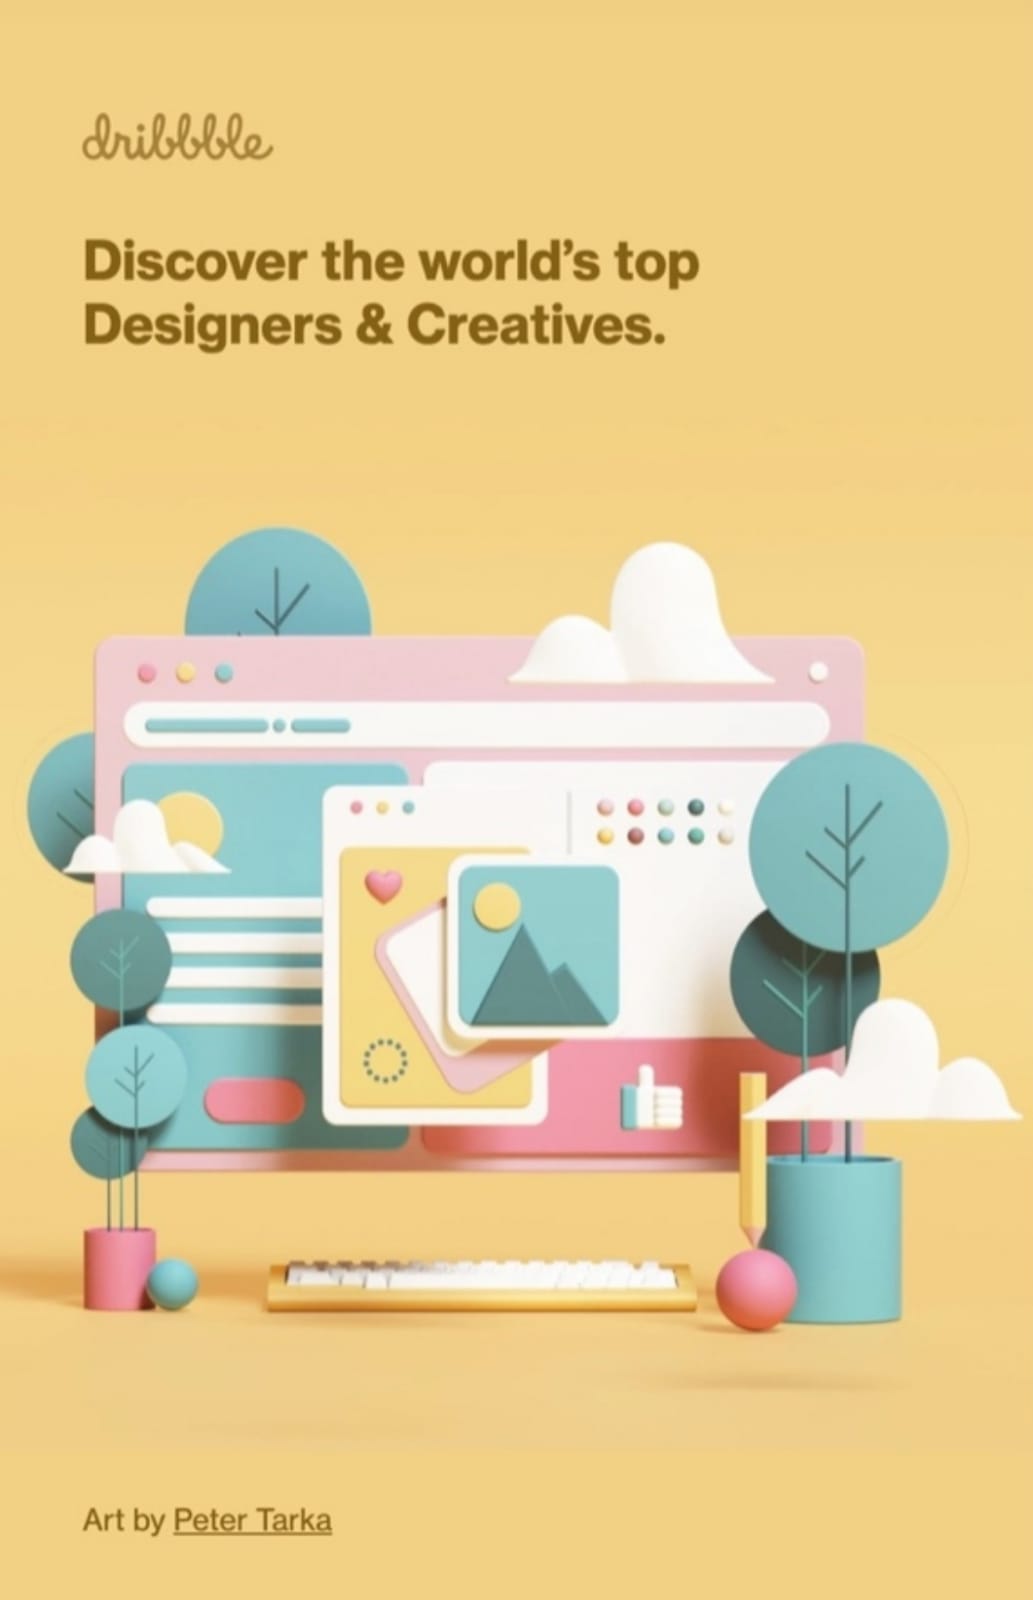 dribbble
Discover the world’s top
Designers & Creatives.
Art by Peter Tarka